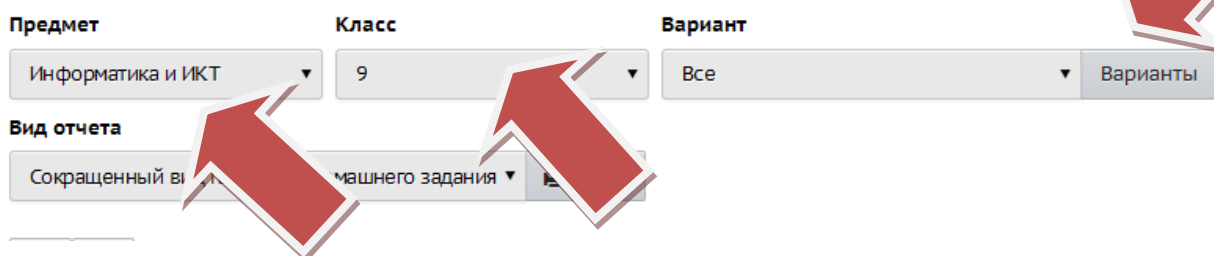 Предмет Класс Вариант
Информатика и ИКТ 9 Все Варианты
Вид отчета
Сокращенный ви машнего задания